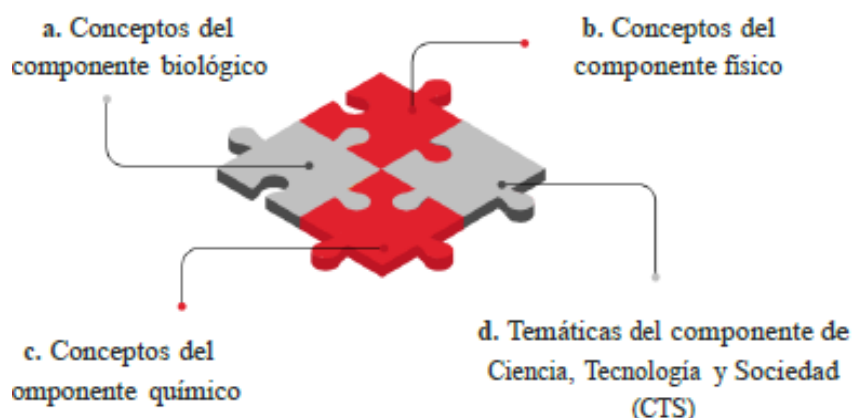 a. Conceptos del
componente biológico
b. Conceptos del
componente físico
c. Conceptos del
omponente químico
d. Temáticas del componente de
Ciencia, Tecnología y Sociedad
(CTS)